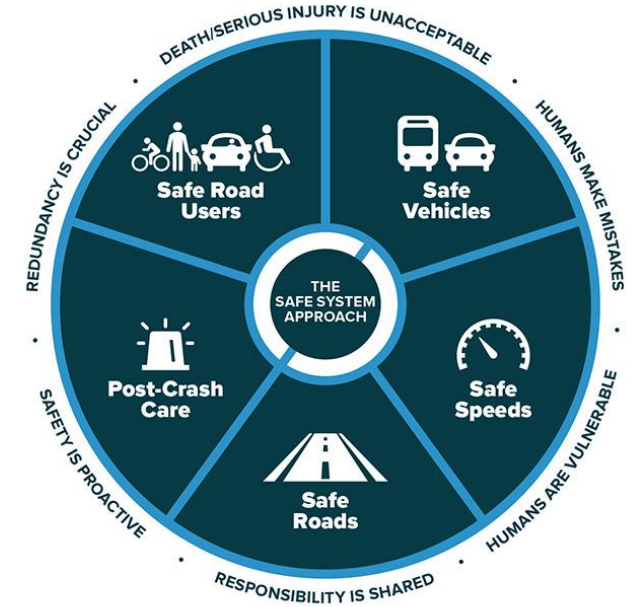 DEATH/SERIOUS INJURY IS UNACCEPTABLE
HUMANS MAKE MISTAKES
HUMANS ARE VULNERABLE
RESPONSIBILITY IS SHARED
SAFETY IS PROACTIVE
REDUNDANCY IS CRUCIAL
Safe Road
Users
Safe
Vehicles
Safe
Speeds
Safe
Roads
Post-Crash
Care
THE
SAFE SYSTEM
APPROACH